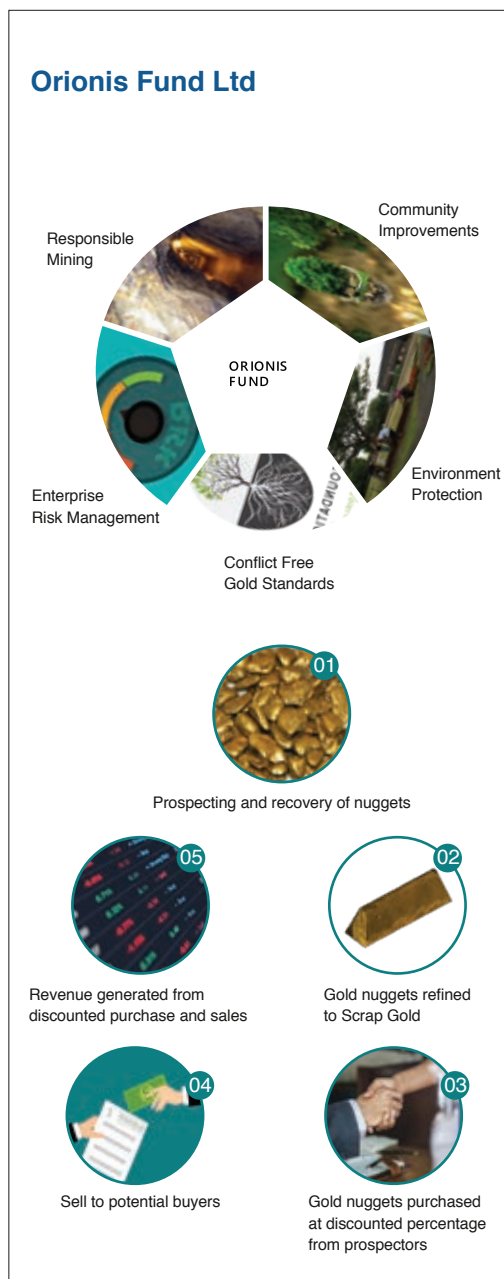 Orionis Fund Ltd
Responsible
Mining
Community
Improvements
ORIONIS
FUND
Enterprise
Risk Management
Environment
Protection
Conflict Free
Gold Standards
01
Prospecting and recovery of nuggets
05
02
Revenue generated from
discounted purchase and sales
Gold nuggets refined
to Scrap Gold
04
03
Sell to potential buyers
Gold nuggets purchased
at discounted percentage
from prospectors